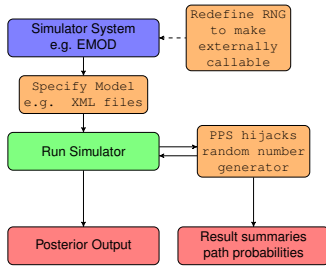 Simulator System
e.g. EMOD
Redefine RNG
to make
externally
callable
Specify Model
e.g. XML files
Run Simulator
PPS hijacks
random number
generator
Posterior Output
Result summaries
path probabilities